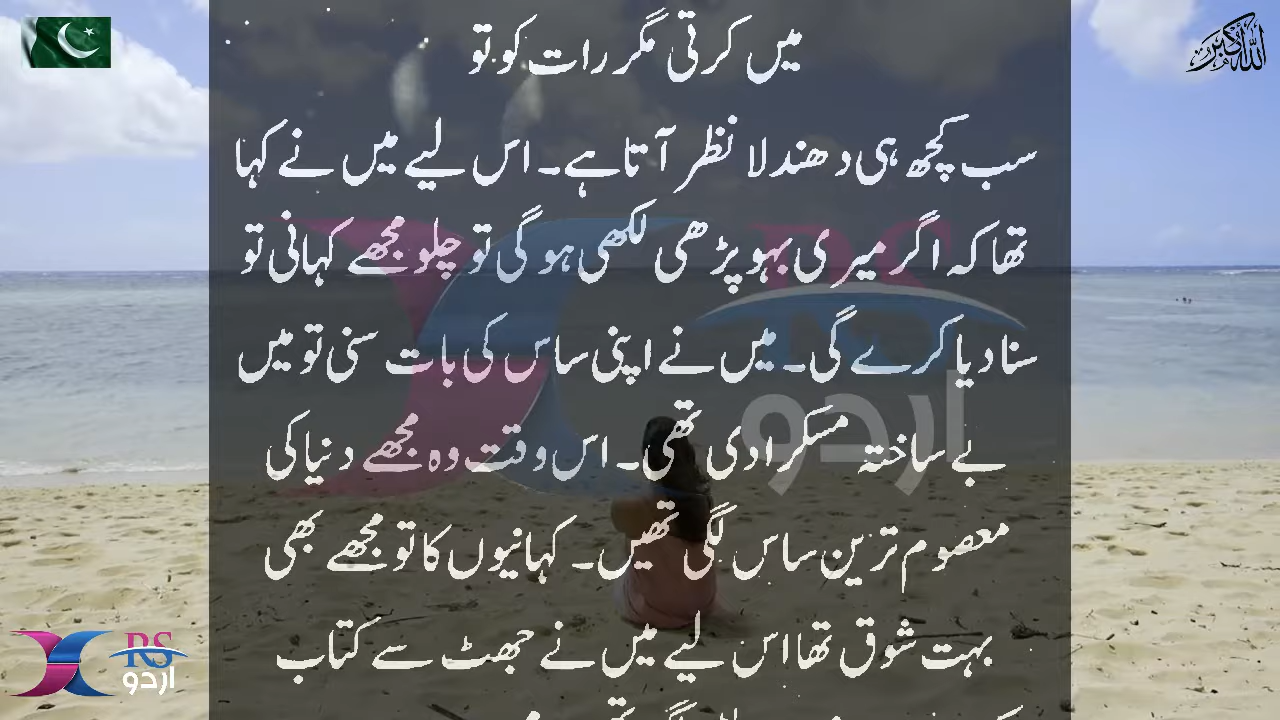 میں کرتی مگر رات کو تو
سب کچھ ہی دھندلا نظر آتا ہے۔ اس لیے میں نے کہا
تھا کہ اگر میری بہو پڑھی لکھی ہو گی تو چلو مجھے کہانی تو
سنا دیا کرے گی۔ میں نے اپنی ساس کی بات سنی تو میں
بے ساختہ مسکرا دی تھی۔ اس وقت وہ مجھے دنیا کی
معصوم ترین ساس لگی تھیں۔ کہانیوں کا تو مجھے بھی
بہت شوق تھا اس لیے میں نے جھٹ سے کتاب
اللہ اکبر
RS
اردو
RS
اردو